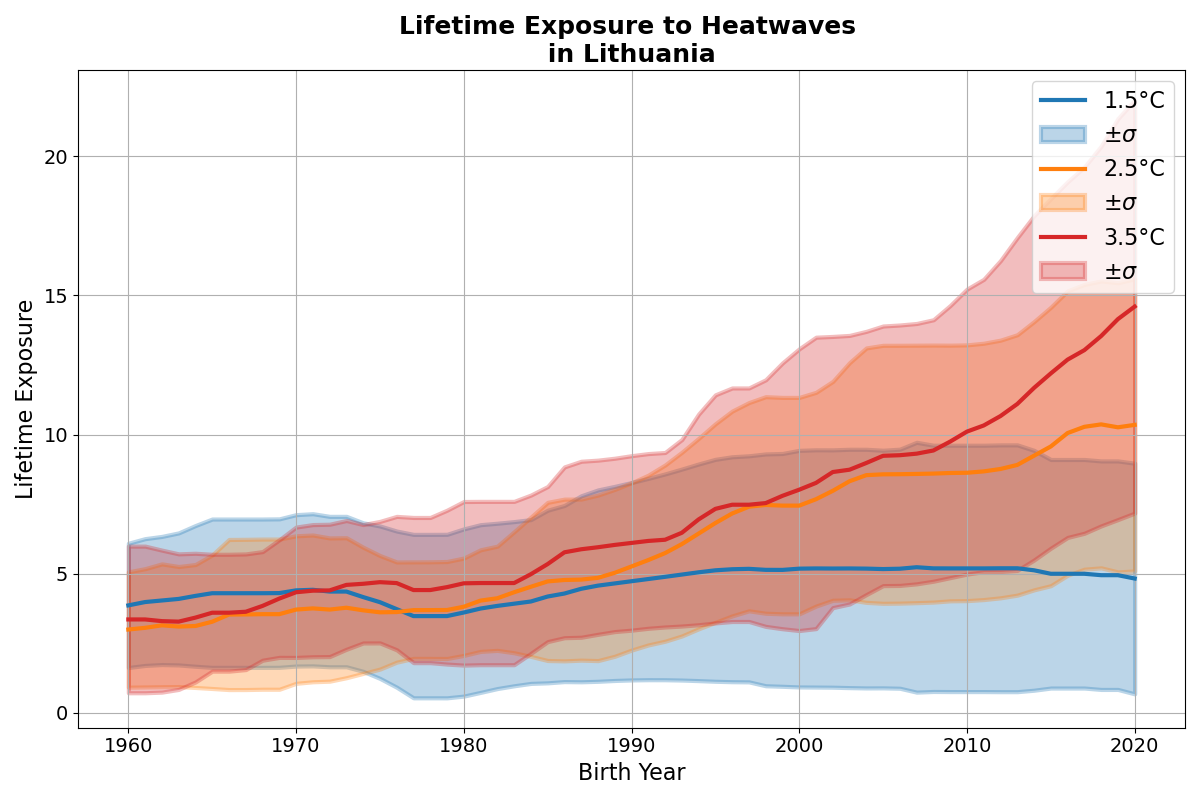 Lifetime Exposure to Heatwaves
in Lithuania
1.5°C
±σ
2.5°C
±σ
3.5°C
±σ
Lifetime Exposure
20
15
10
5
0
1960
1970
1980
1990
2000
2010
2020
Birth Year